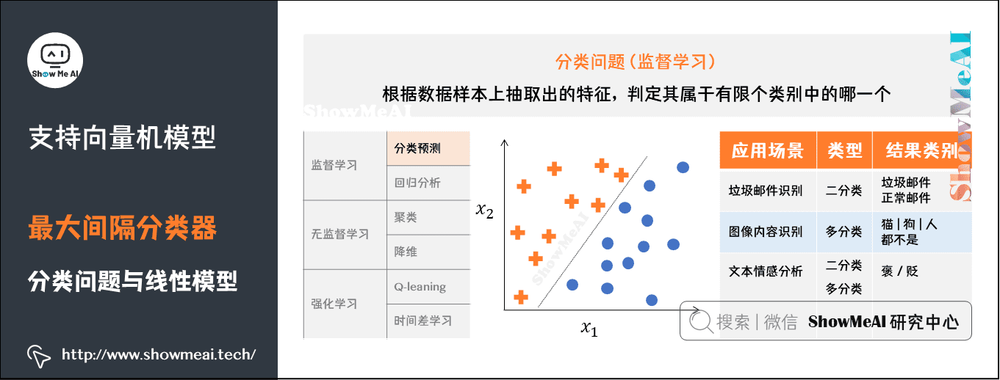 Show Me AI
支持向量机模型
最大间隔分类器
分类问题与线性模型
http://www.showmeai.tech/
分类问题(监督学习)
根据数据样本上抽取出的特征，判定其属于有限个类别中的哪一个
ShowMeAI
ShowMeAI
监督学习
分类预测
回归分析
无监督学习
聚类
降维
强化学习
Q-leaning
时间差学习
x2
x1
ShowMeAI
应用场景 类型 结果类别
垃圾邮件识别 二分类 垃圾邮件
正常邮件
图像内容识别 多分类 猫 | 狗 | 人
都不是
文本情感分析 二分类
多分类
褒 / 贬
搜索 | 微信 ShowMeAI 研究中心